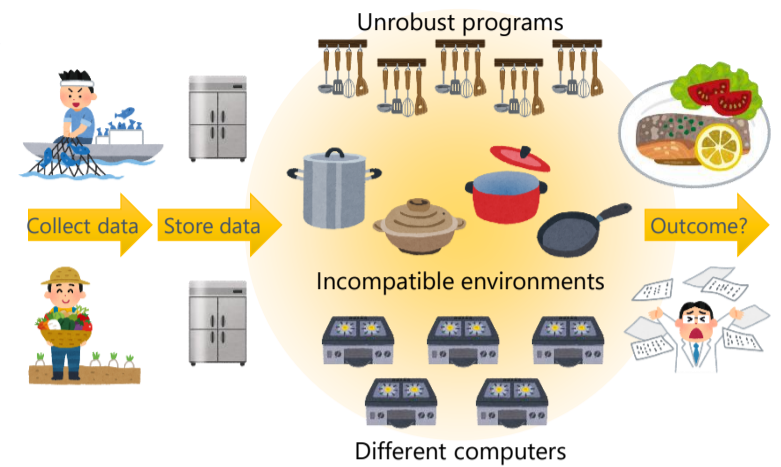 Unrobust programs
Collect data
Store data
Outcome?
Incompatible environments
Different computers